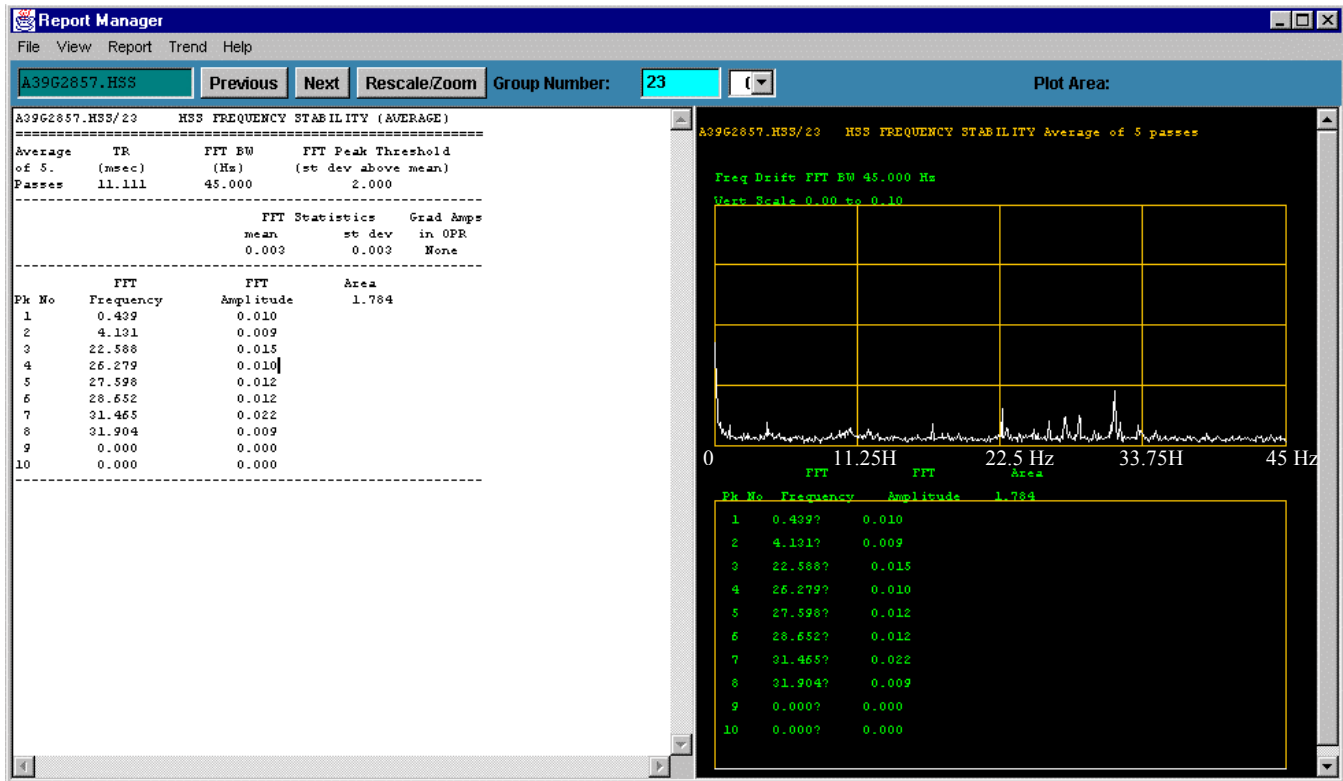 Report Manager
File View Report Trend Help
A39G2857.HSS Previous Next Rescale/Zoom Group Number: 23 Plot Area:
A39G2857.HSS/23 HSS FREQUENCY STABILITY (AVERAGE)
Average TR FFT BW FFT Peak Threshold
of 5. (msec) (Hz) (st dev above mean)
Passes 11.111 45.000 2.000
FFT Statistics Grad Amps
mean st dev in OPR
0.003 0.003 None
FFT FFT Area
Pk No Frequency Amplitude 1.784
1 0.439 0.010
2 4.131 0.009
3 22.588 0.015
4 26.279 0.010
5 27.598 0.012
6 28.652 0.012
7 31.465 0.022
8 31.904 0.009
9 0.000 0.000
10 0.000 0.000
A39G2857.HSS/23 HSS FREQUENCY STABILITY Average of 5 passes
Freq Drift FFT BW 45.000 Hz
Vert Scale 0.00 to 0.10
0 11.25H 22.5 Hz 33.75H 45 Hz
FFT FFT Area
Pk No Frequency Amplitude 1.784
1 0.439? 0.010
2 4.131? 0.009
3 22.588? 0.015
4 26.279? 0.010
5 27.598? 0.012
6 28.652? 0.012
7 31.465? 0.022
8 31.904? 0.009
9 0.000? 0.000
10 0.000? 0.000